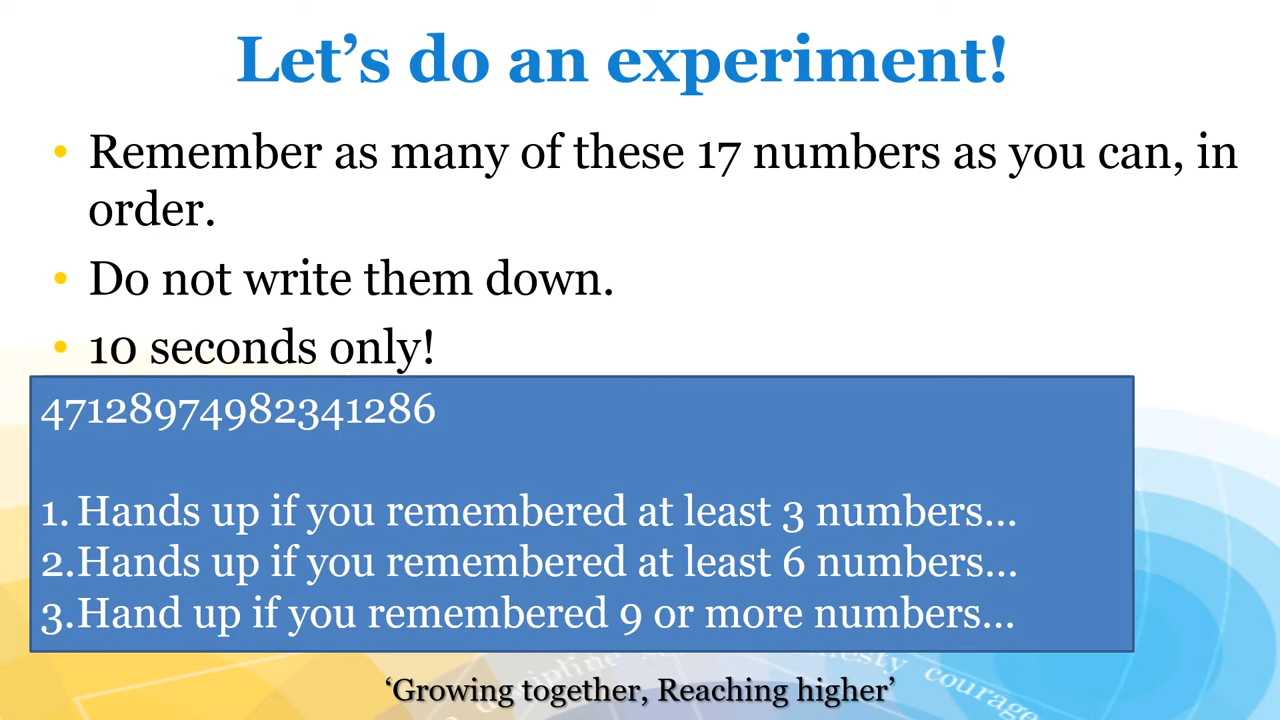 Let’s do an experiment!
• Remember as many of these 17 numbers as you can, in
order.
• Do not write them down.
• 10 seconds only!
47128974982341286
1. Hands up if you remembered at least 3 numbers…
2.Hands up if you remembered at least 6 numbers…
3.Hand up if you remembered 9 or more numbers…
courage
‘Growing together, Reaching higher’